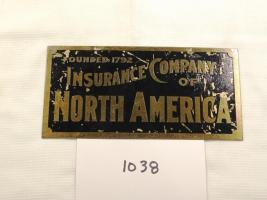 FOUNDED 1792
INSURANCE COMPANY
OF
NORTH AMERICA
1038